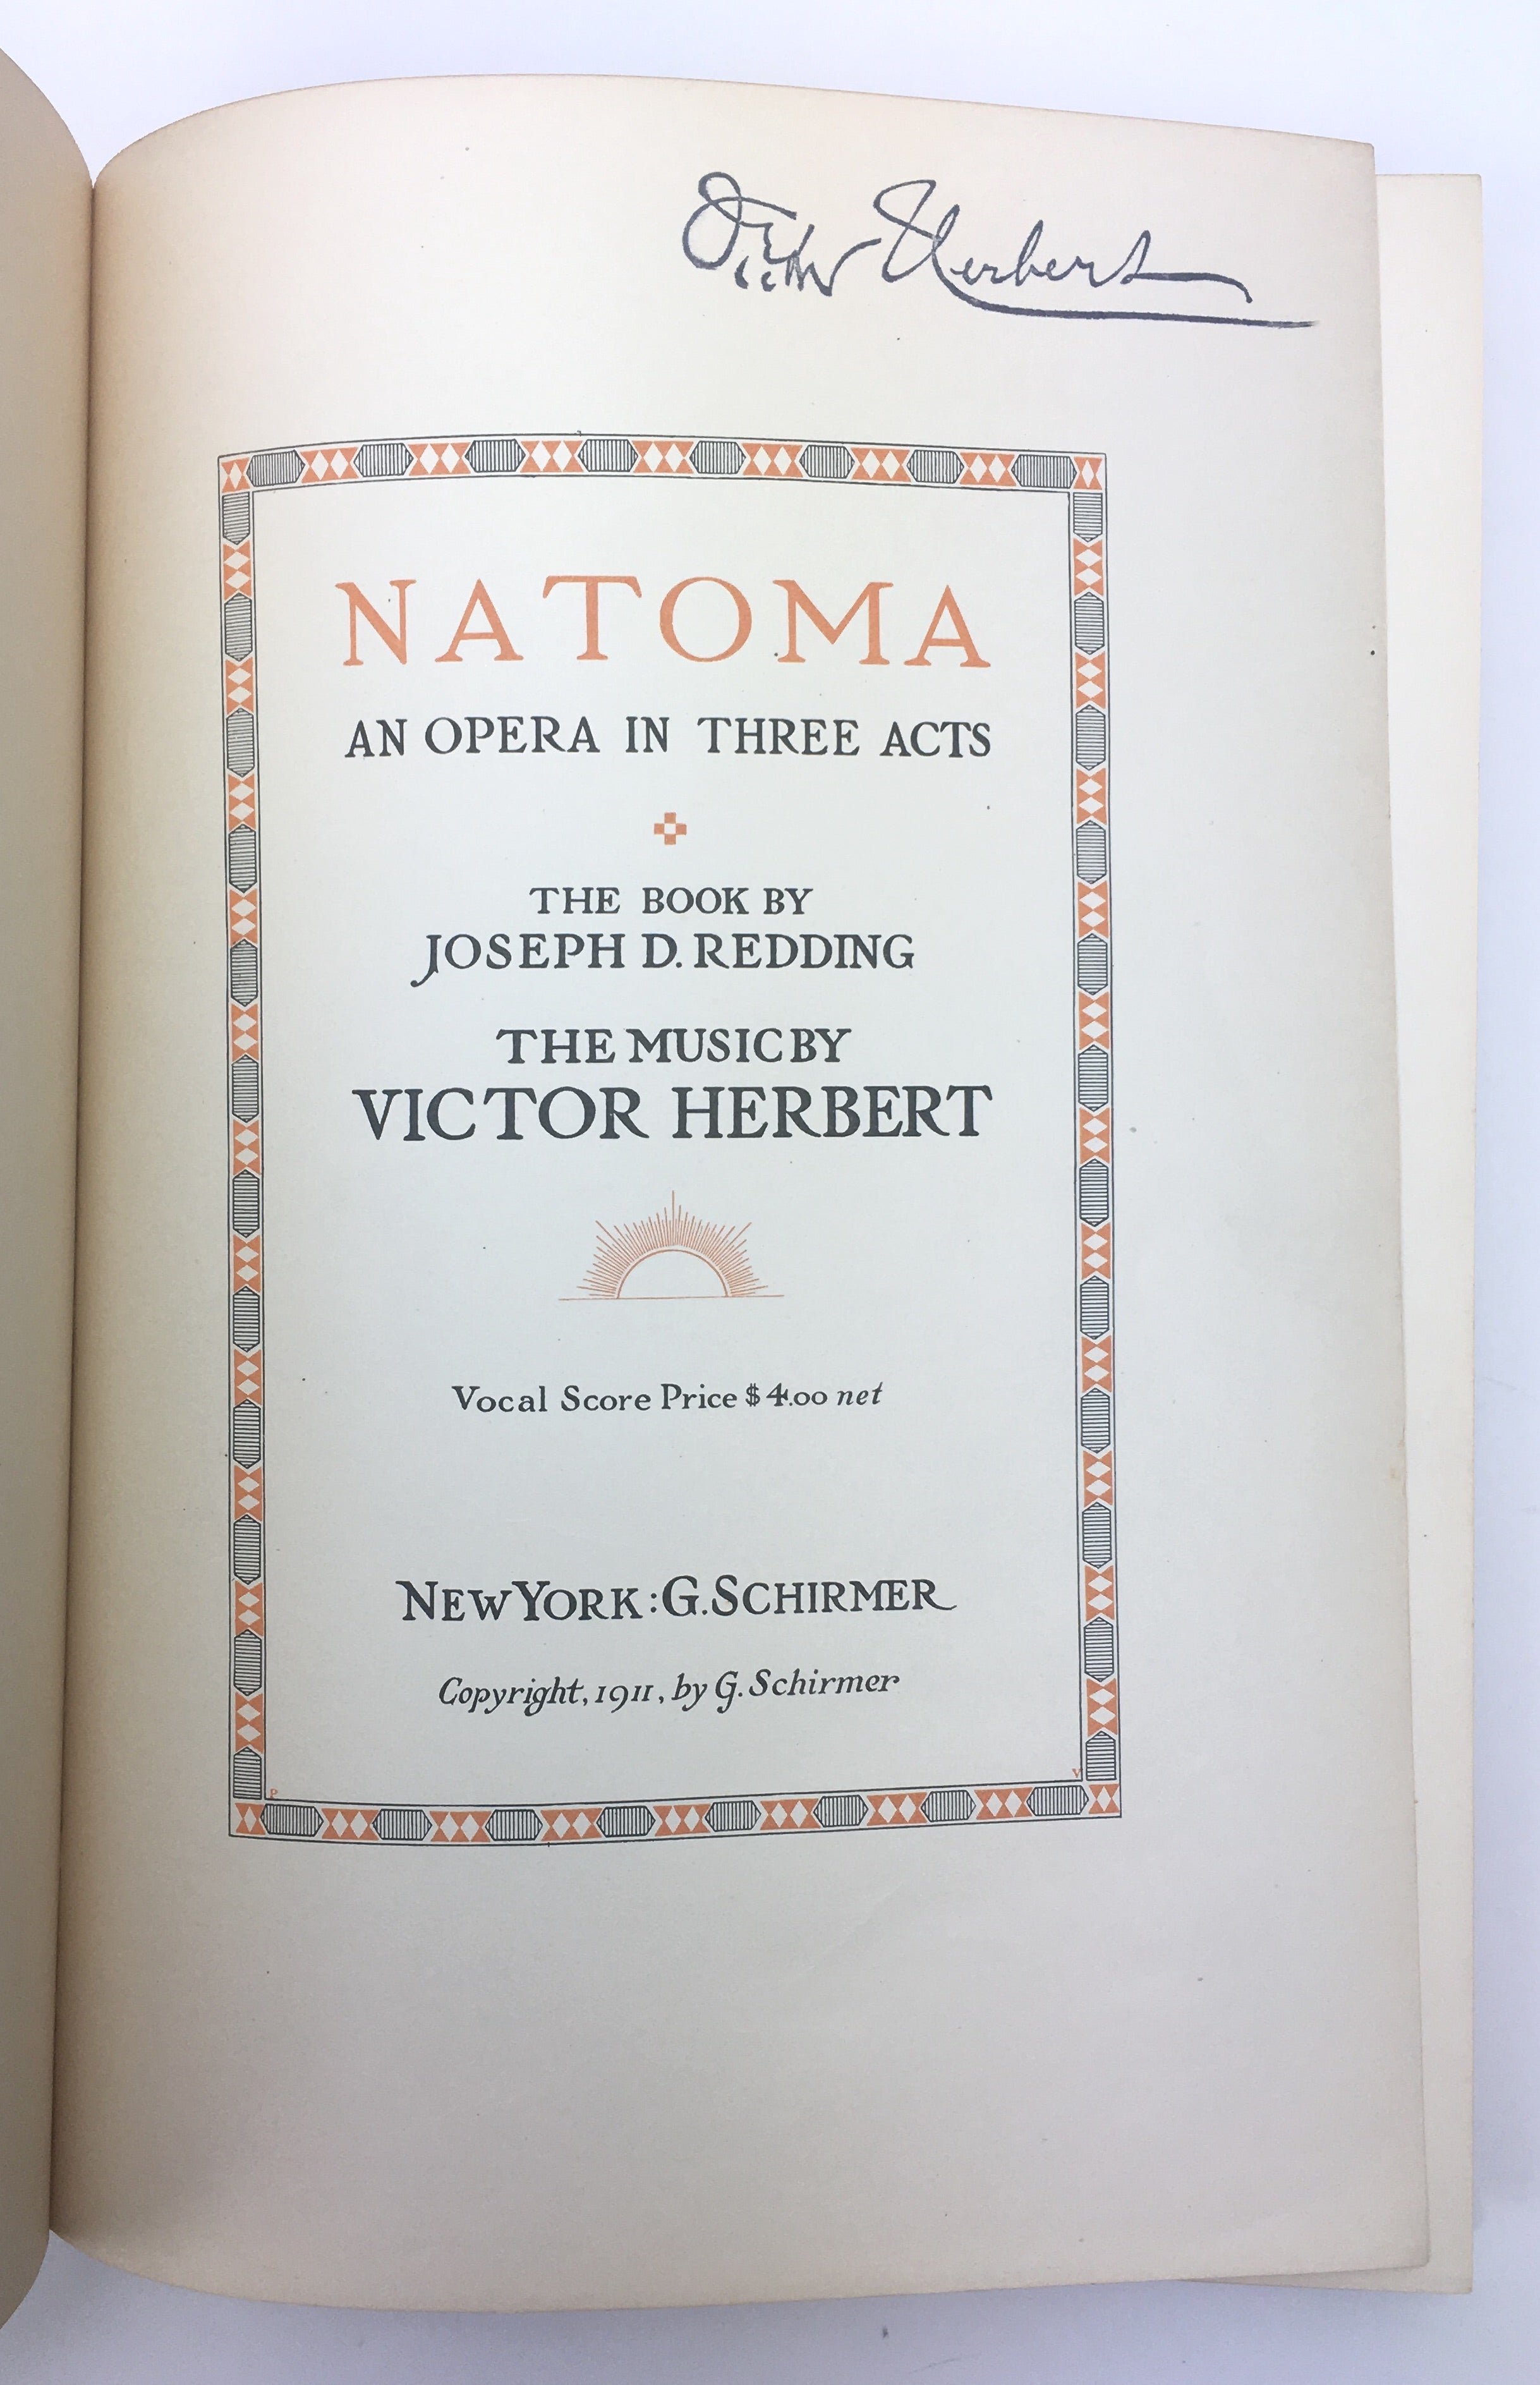 Victor Herbert
NATOMA
AN OPERA IN THREE ACTS
THE BOOK BY
JOSEPH D. REDDING
THE MUSIC BY
VICTOR HERBERT
Vocal Score Price $4.00 net
NEW YORK : G. SCHIRMER
Copyright, 1911, by G. Schirmer
P V